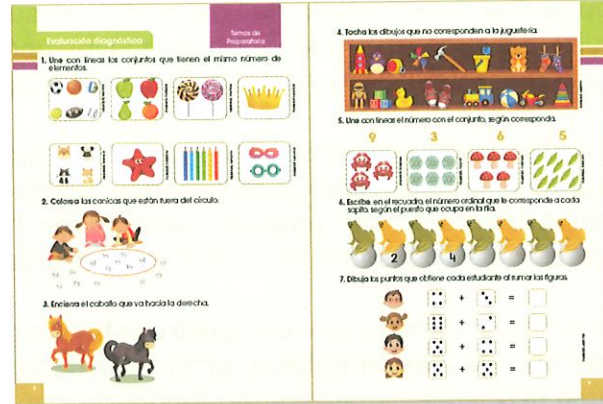 Evaluación diagnóstica
Temas de
Preparatoria
1. Une con líneas los conjuntos que tienen el mismo número de
elementos.
2. Colorea las canicas que están fuera del círculo.
3. Encierra el caballo que va hacia la derecha.
4. Tacha los dibujos que no corresponden a la juguetería.
5. Une con líneas el número con el conjunto, según corresponda.
9 3 6 5
6. Escribe, en el recuadro, el número ordinal que le corresponde a cada
sapito, según el puesto que ocupa en la fila.
2 4
7. Dibuja los puntos que obtiene cada estudiante al sumar las figuras.
+ =
+ =
+ =
+ =